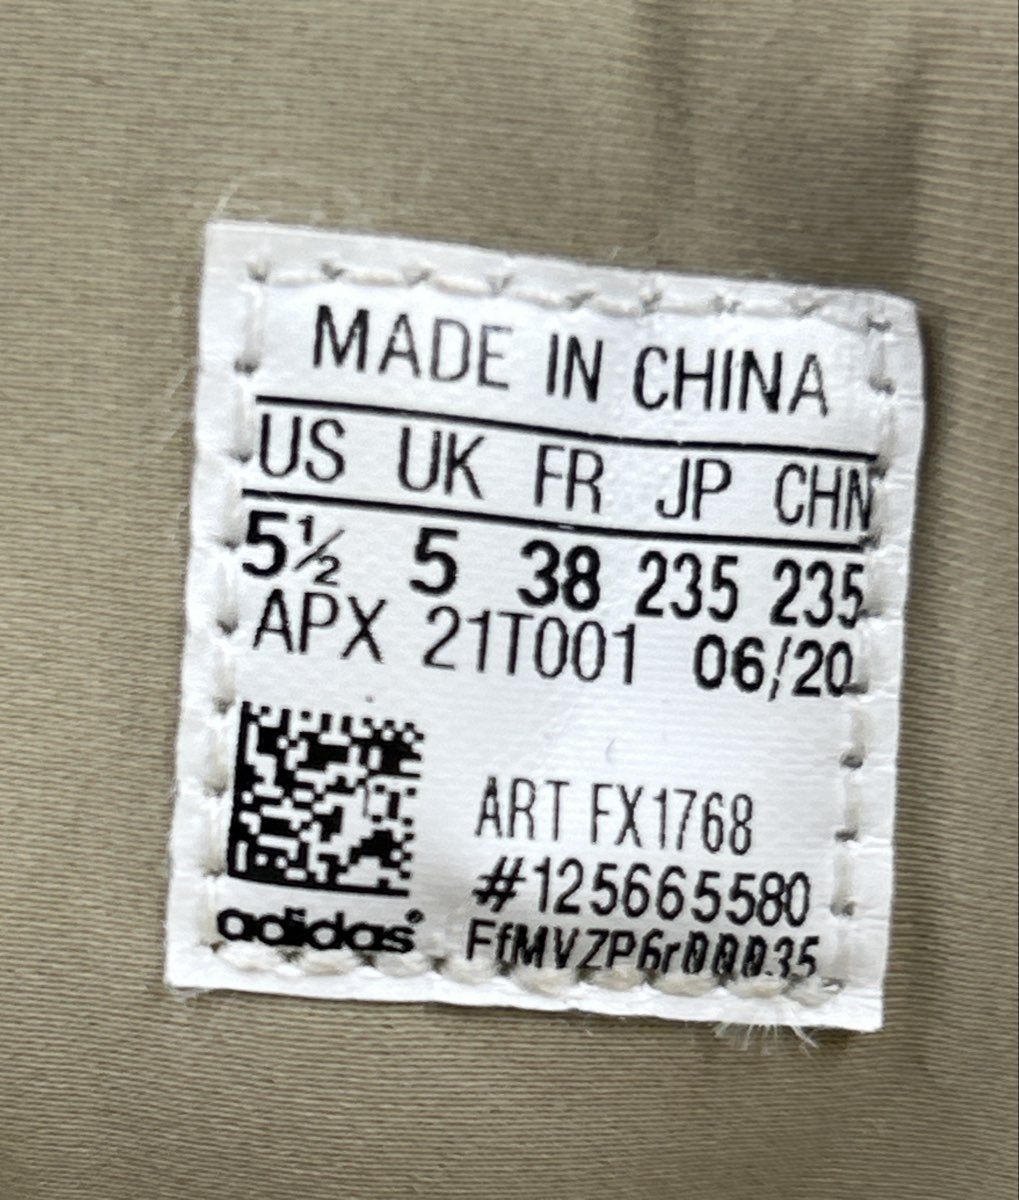 MADE IN CHINA
US UK FR JP CHN
5½ 5 38 235 235
APX 21T001 06/20
ART FX1768
#125665580
adidas®
FfMVZP6r00035